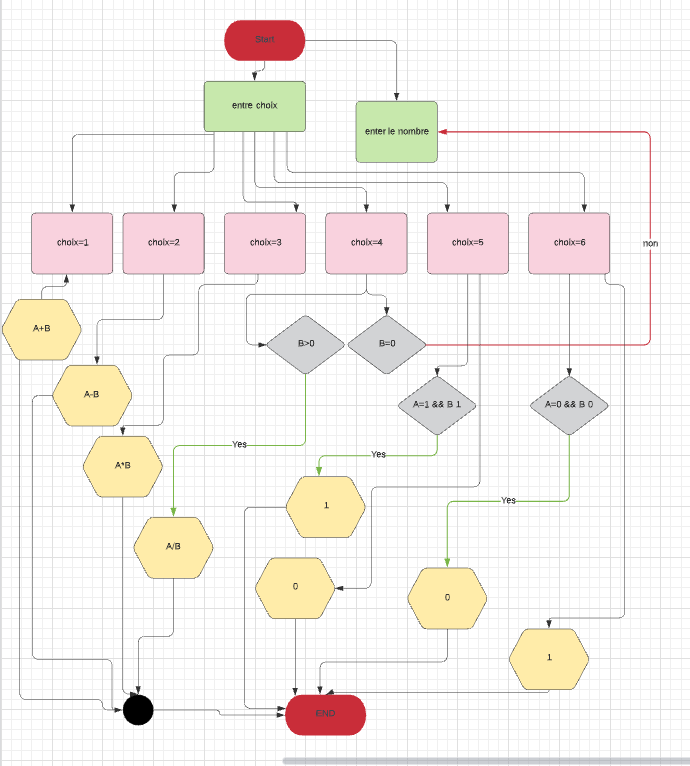 Start
entre choix
enter le nombre
choix=1
choix=2
choix=3
choix=4
choix=5
choix=6
non
A+B
B>0
B=0
A-B
A=1 && B 1
A=0 && B 0
Yes
Yes
A*B
Yes
1
A/B
0
0
1
END